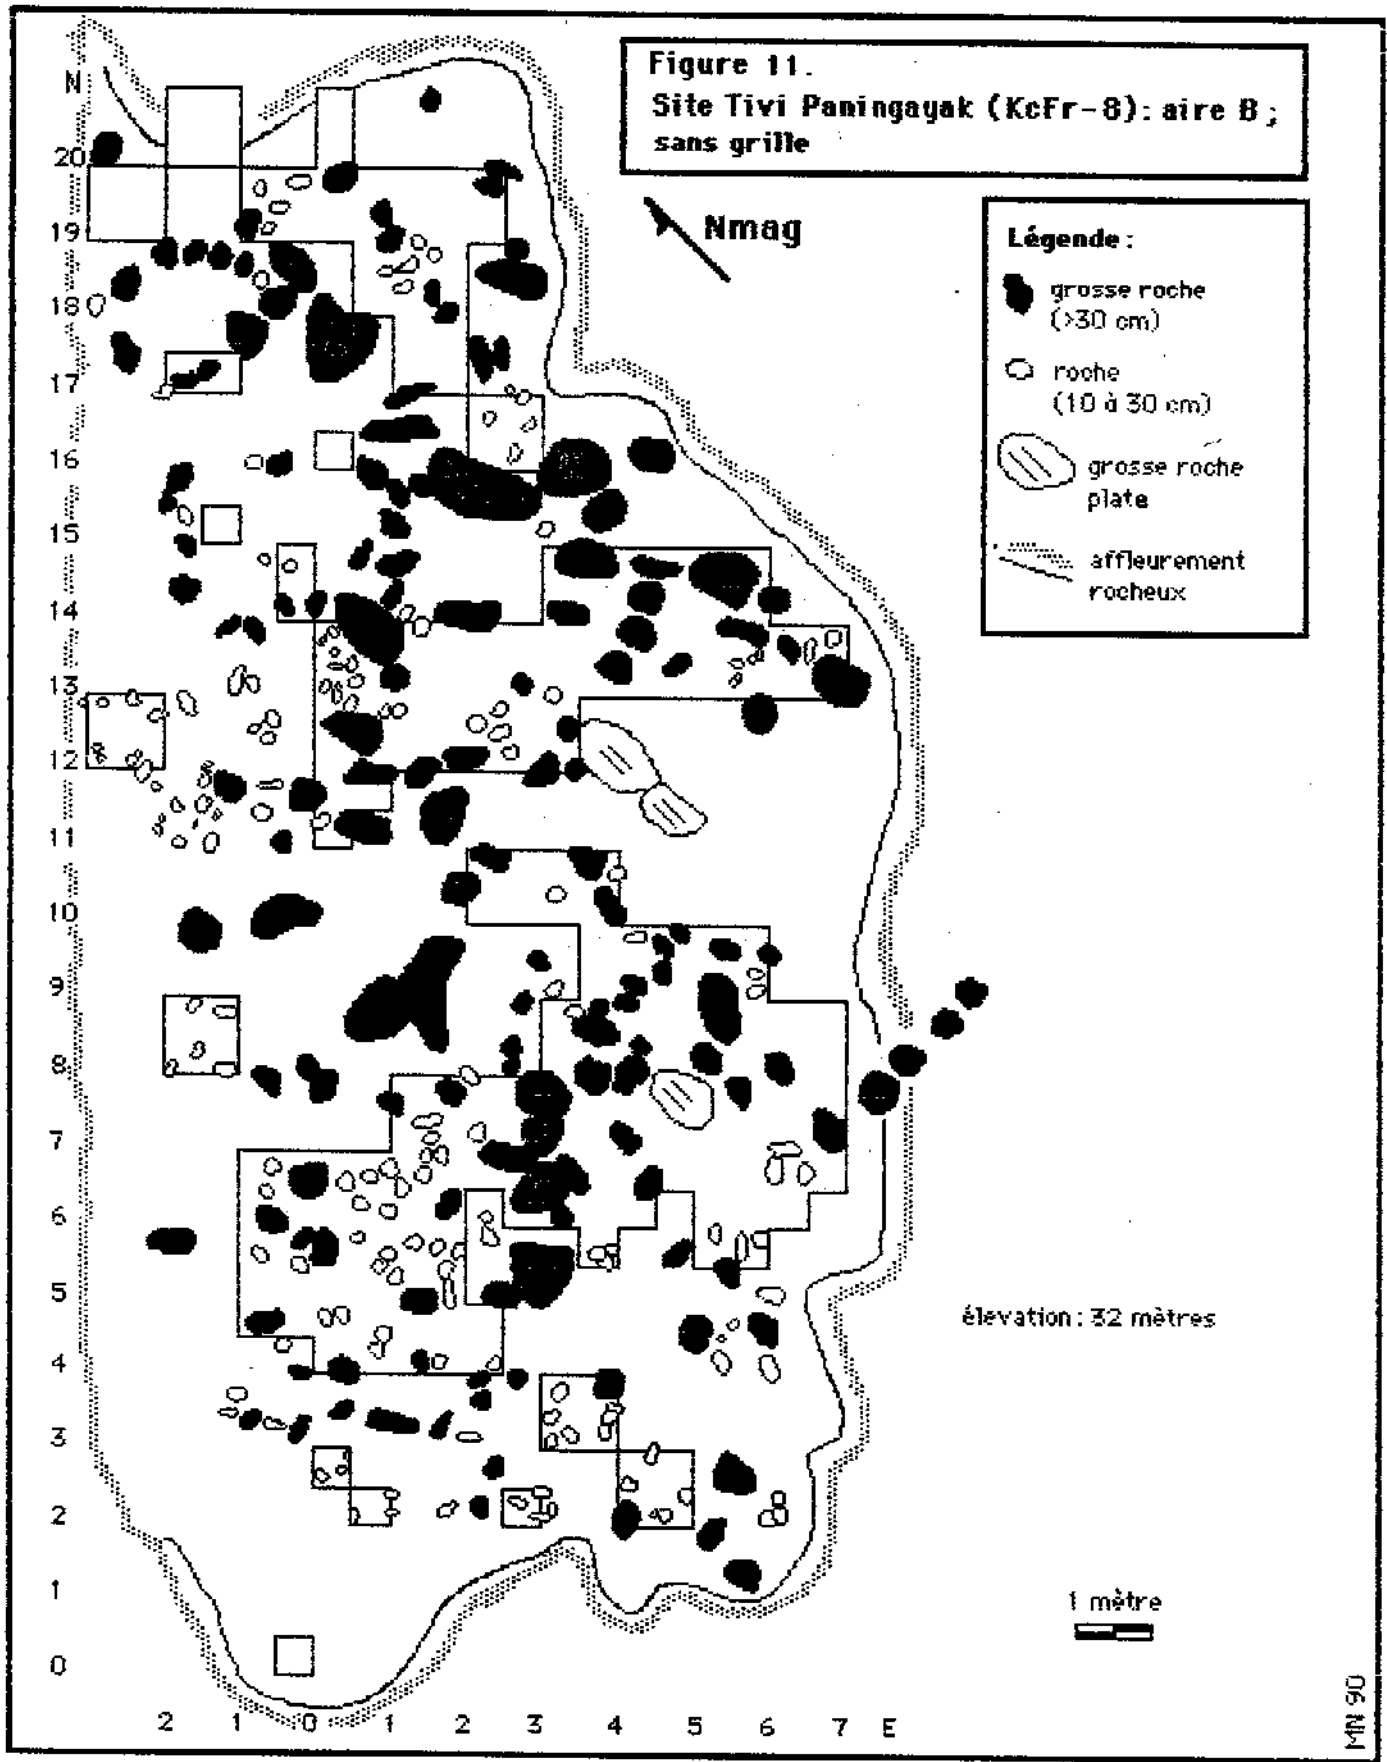 Figure 11.
Site Tivi Paningayak (KcFr-8): aire B ;
sans grille
Nmag
Légende :
grosse roche
(>30 cm)
roche
(10 à 30 cm)
grosse roche
plate
affleurement
rocheux
N
20
19
18
17
16
15
14
13
12
11
10
9
8
7
6
5
4
3
2
1
0
2 1 0 1 2 3 4 5 6 7 E
élevation : 32 mètres
1 mètre
MN 90